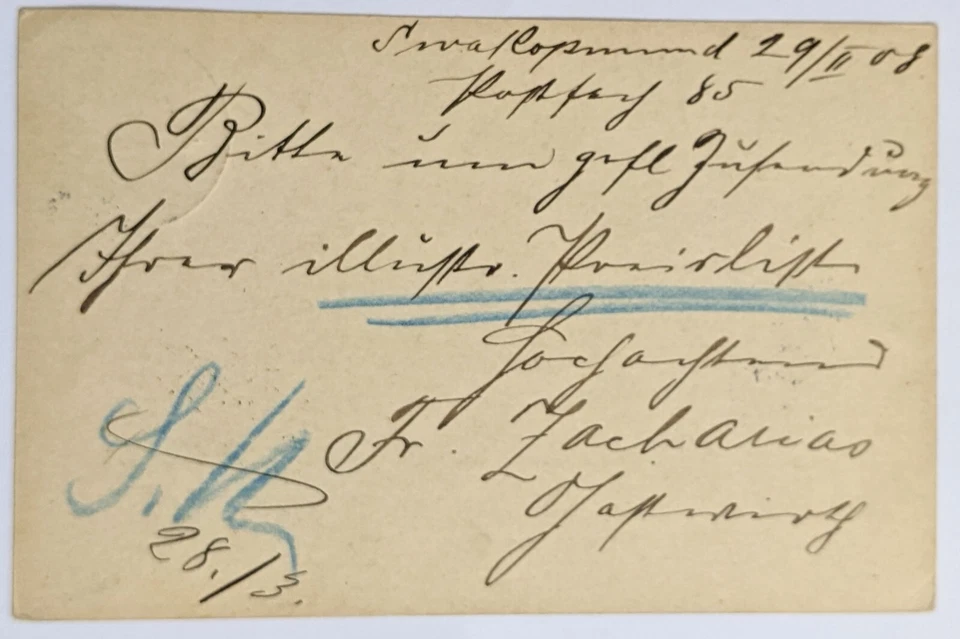 Swakopmund 29/II 08.
Postfach 85
Bitte um gefl Zusendung
Ihrer illustr. Preisliste
Hochachtend
Fr. Zacharias
Gastwirth
28./3.